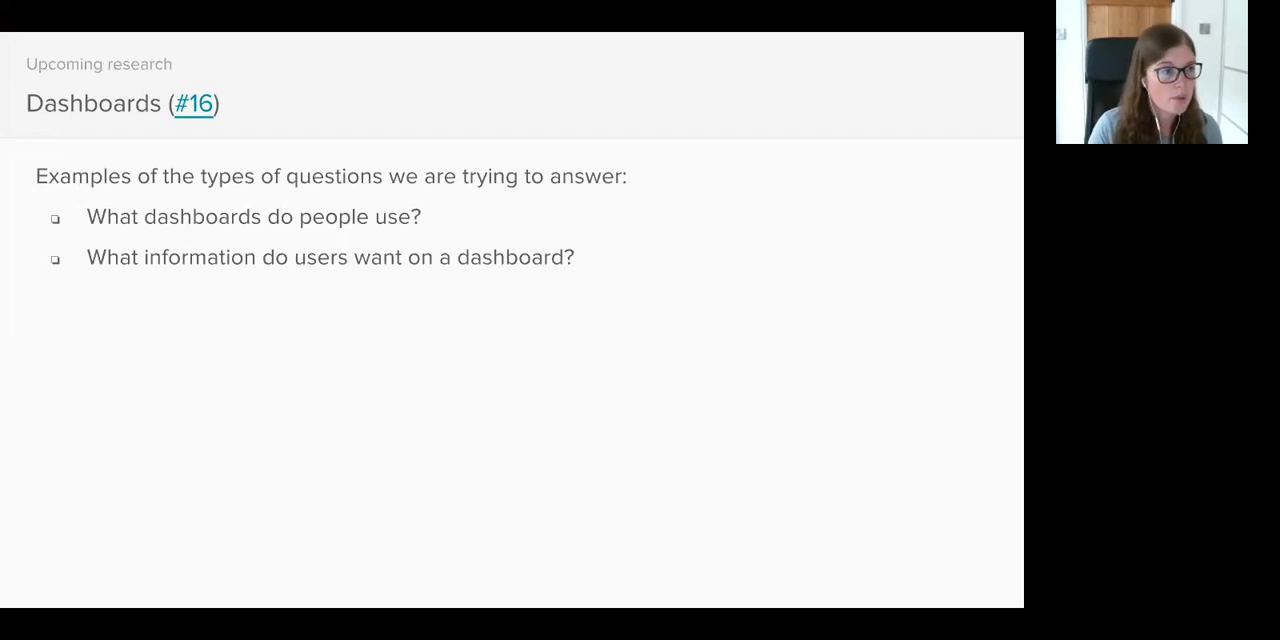 Upcoming research
Dashboards (#16)
Examples of the types of questions we are trying to answer:
What dashboards do people use?
What information do users want on a dashboard?